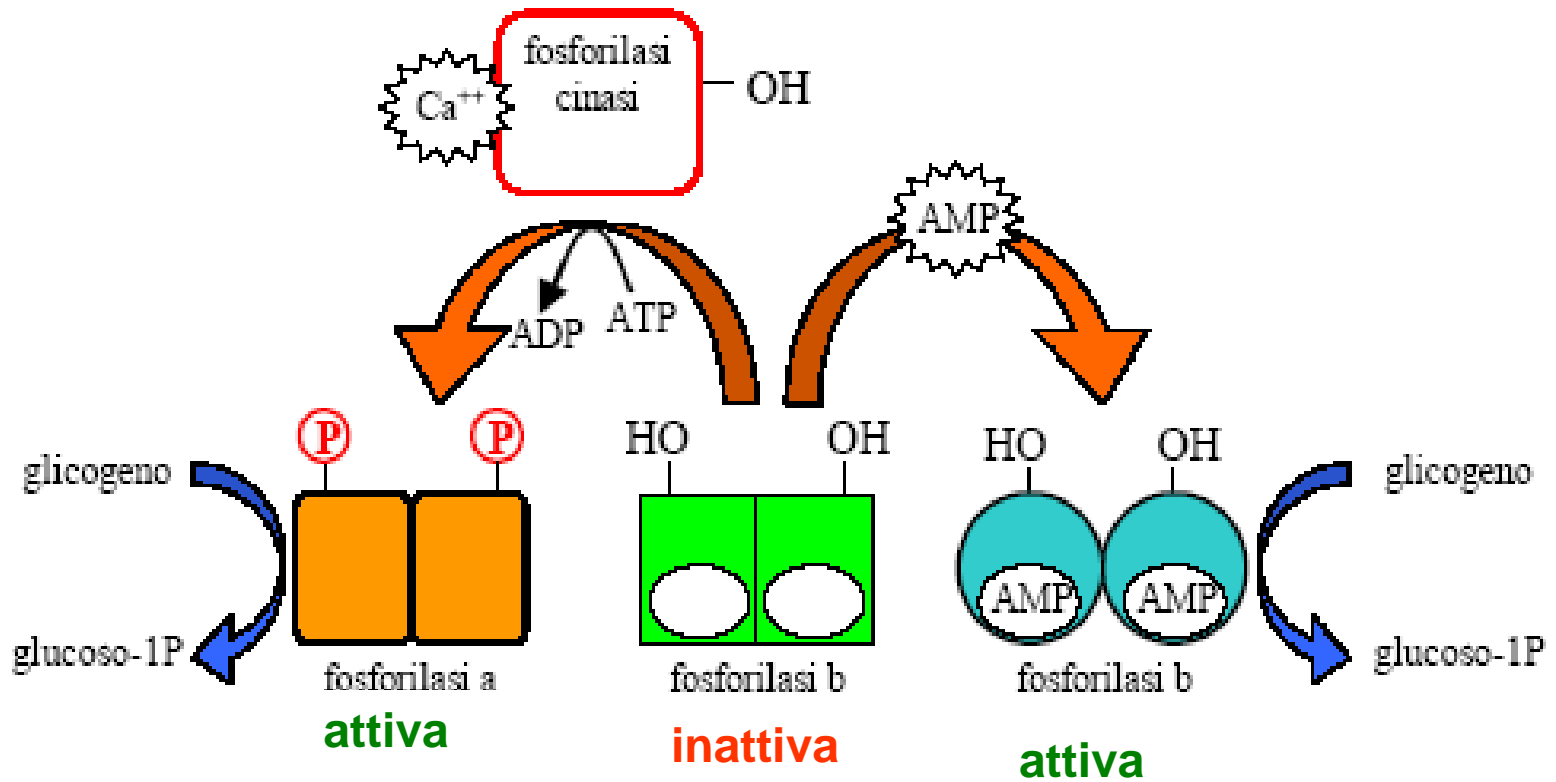 fosforilasi
cinasi
Ca⁺⁺
OH
AMP
ADP
ATP
P
P
HO
OH
HO
OH
glicogeno
glicogeno
AMP
AMP
glucoso-1P
glucoso-1P
fosforilasi a
fosforilasi b
fosforilasi b
attiva
inattiva
attiva